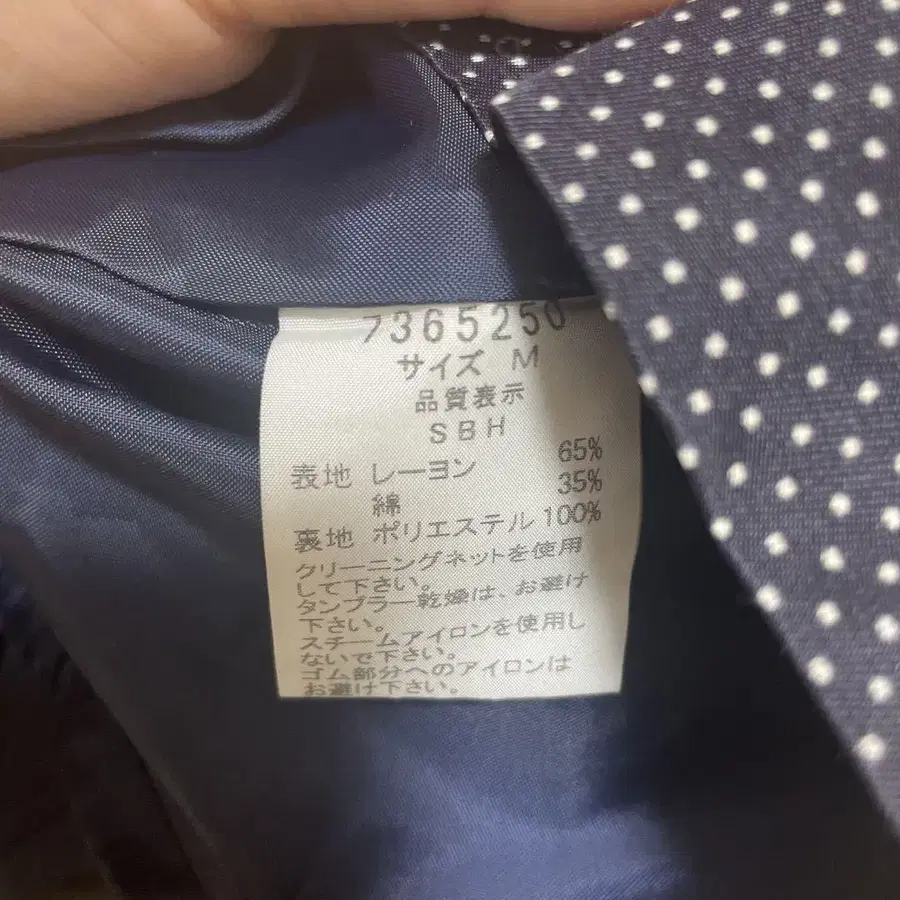 7365250
サイズ M
品質表示
SBH
表地 レーヨン 65%
綿 35%
裏地 ポリエステル 100%
クリーニングネットを使用
して下さい。
タンブラー乾燥は、お避け
下さい。
スチームアイロンを使用し
ないで下さい。
ゴム部分へのアイロンは
お避け下さい。